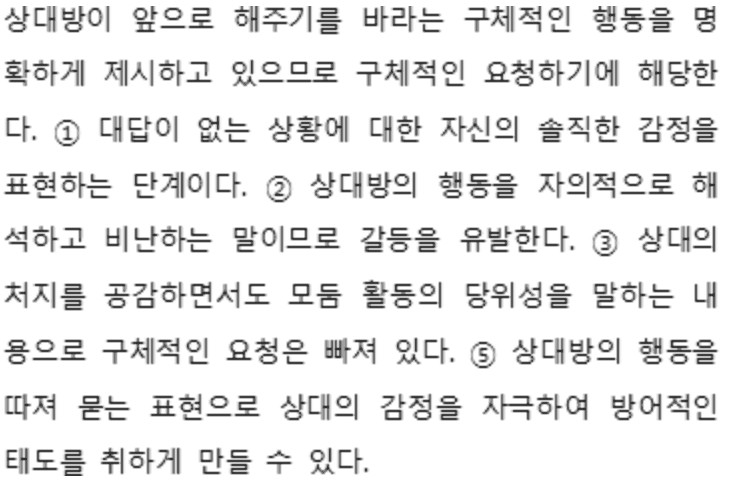 상대방이 앞으로 해주기를 바라는 구체적인 행동을 명
확하게 제시하고 있으므로 구체적인 요청하기에 해당한
다. ① 대답이 없는 상황에 대한 자신의 솔직한 감정을
표현하는 단계이다. ② 상대방의 행동을 자의적으로 해
석하고 비난하는 말이므로 갈등을 유발한다. ③ 상대의
처지를 공감하면서도 모둠 활동의 당위성을 말하는 내
용으로 구체적인 요청은 빠져 있다. ⑤ 상대방의 행동을
따져 묻는 표현으로 상대의 감정을 자극하여 방어적인
태도를 취하게 만들 수 있다.